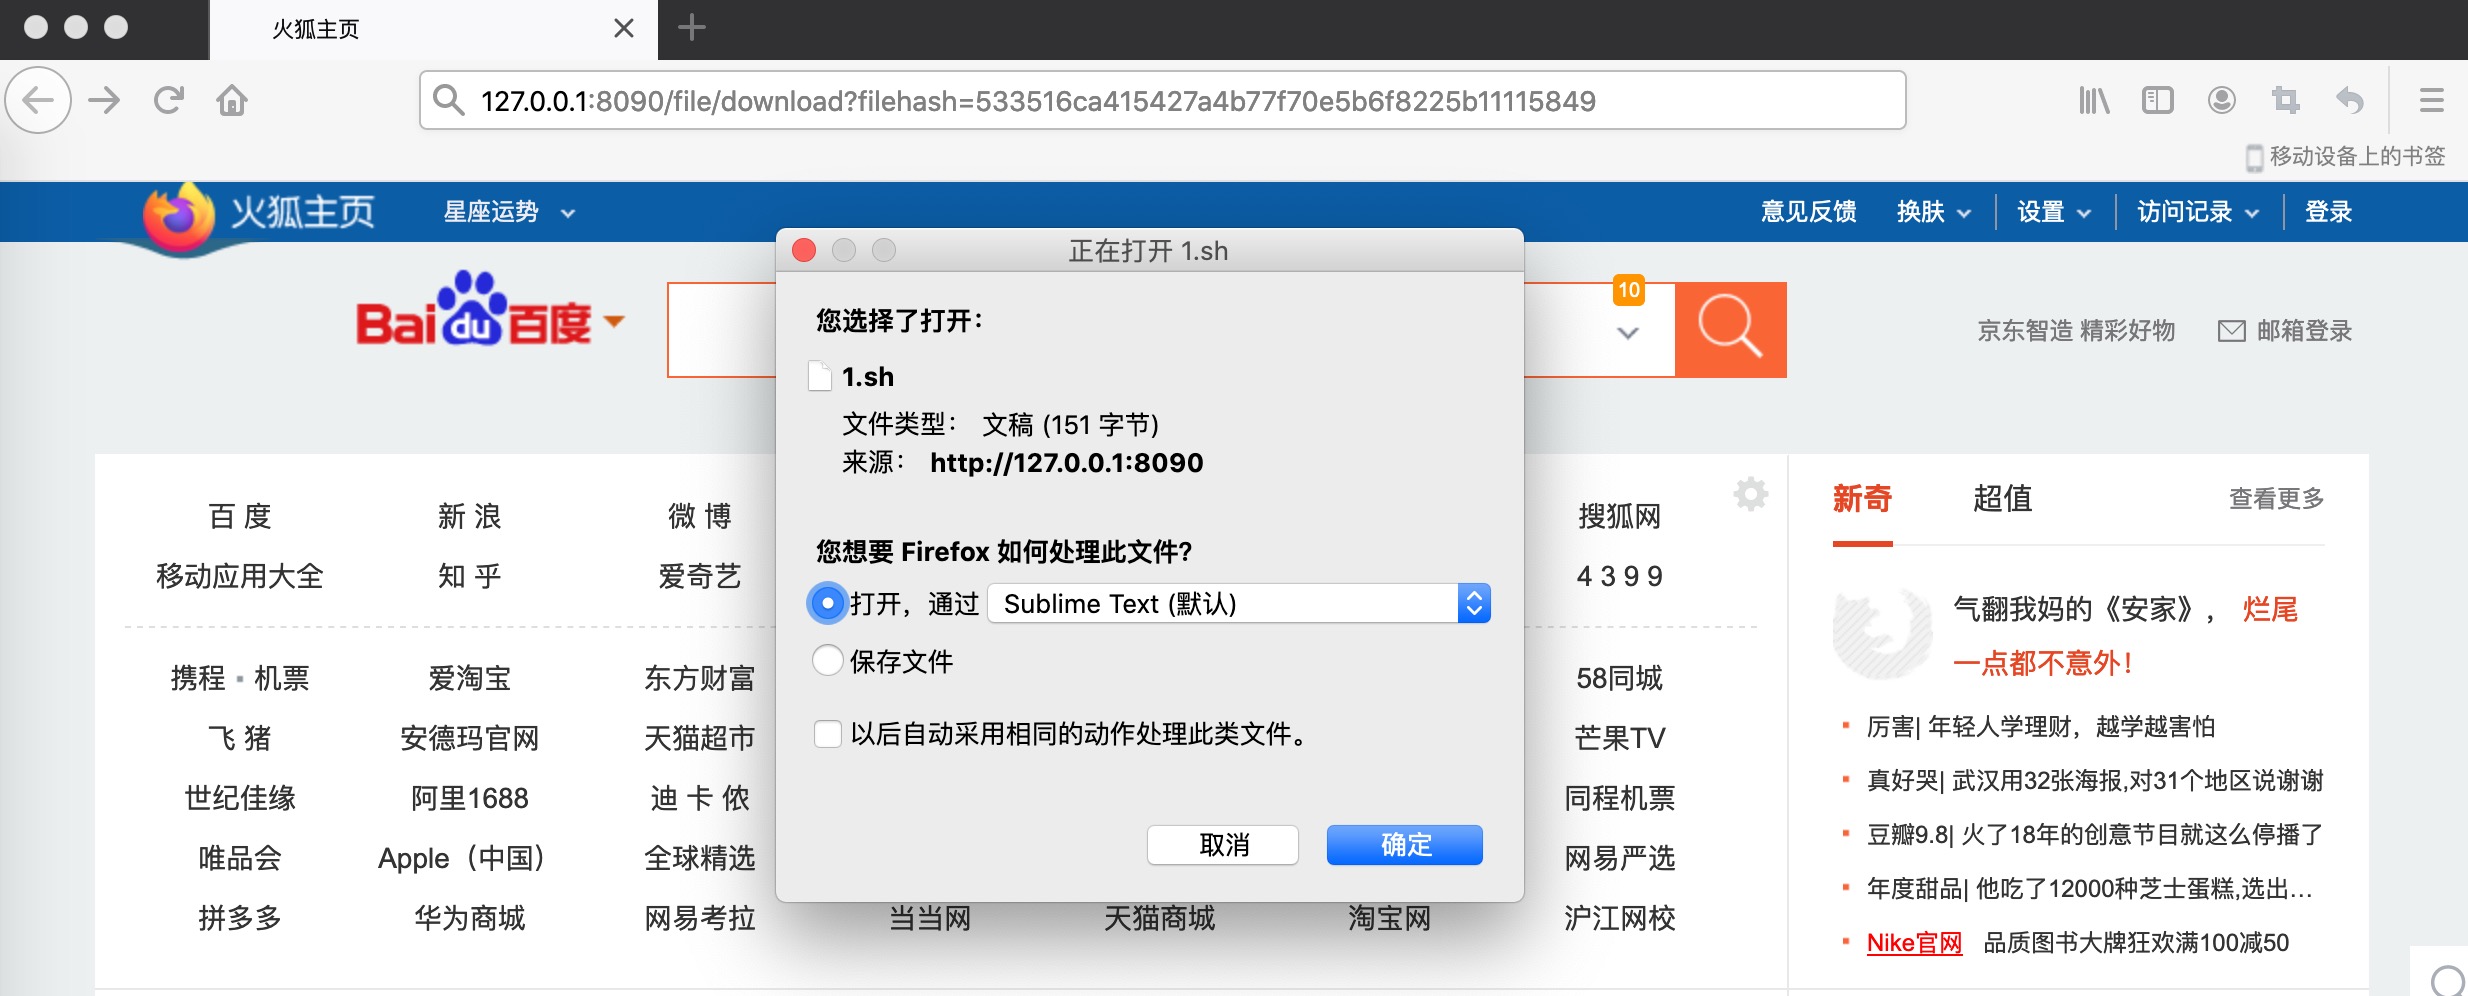 火狐主页
127.0.0.1:8090/file/download?filehash=533516ca415427a4b77f70e5b6f8225b11115849
移动设备上的书签
火狐主页 星座运势 意见反馈 换肤 设置 访问记录 登录
正在打开 1.sh
Bai du 百度 10 京东智造 精彩好物 邮箱登录
您选择了打开：
1.sh
文件类型： 文稿 (151 字节)
来源： http://127.0.0.1:8090
您想要 Firefox 如何处理此文件？
打开，通过 Sublime Text (默认)
保存文件
以后自动采用相同的动作处理此类文件。
取消 确定
百 度 新 浪 微 博 搜狐网
移动应用大全 知 乎 爱奇艺 4 3 9 9
携程▪机票 爱淘宝 东方财富 58同城
飞 猪 安德玛官网 天猫超市 芒果TV
世纪佳缘 阿里1688 迪 卡 侬 同程机票
唯品会 Apple（中国） 全球精选 网易严选
拼多多 华为商城 网易考拉 当当网 天猫商城 淘宝网 沪江网校
新奇 超值 查看更多
气翻我妈的《安家》，烂尾
一点都不意外！
厉害| 年轻人学理财，越学越害怕
真好哭| 武汉用32张海报,对31个地区说谢谢
豆瓣9.8| 火了18年的创意节目就这么停播了
年度甜品| 他吃了12000种芝士蛋糕,选出...
Nike官网 品质图书大牌狂欢满100减50